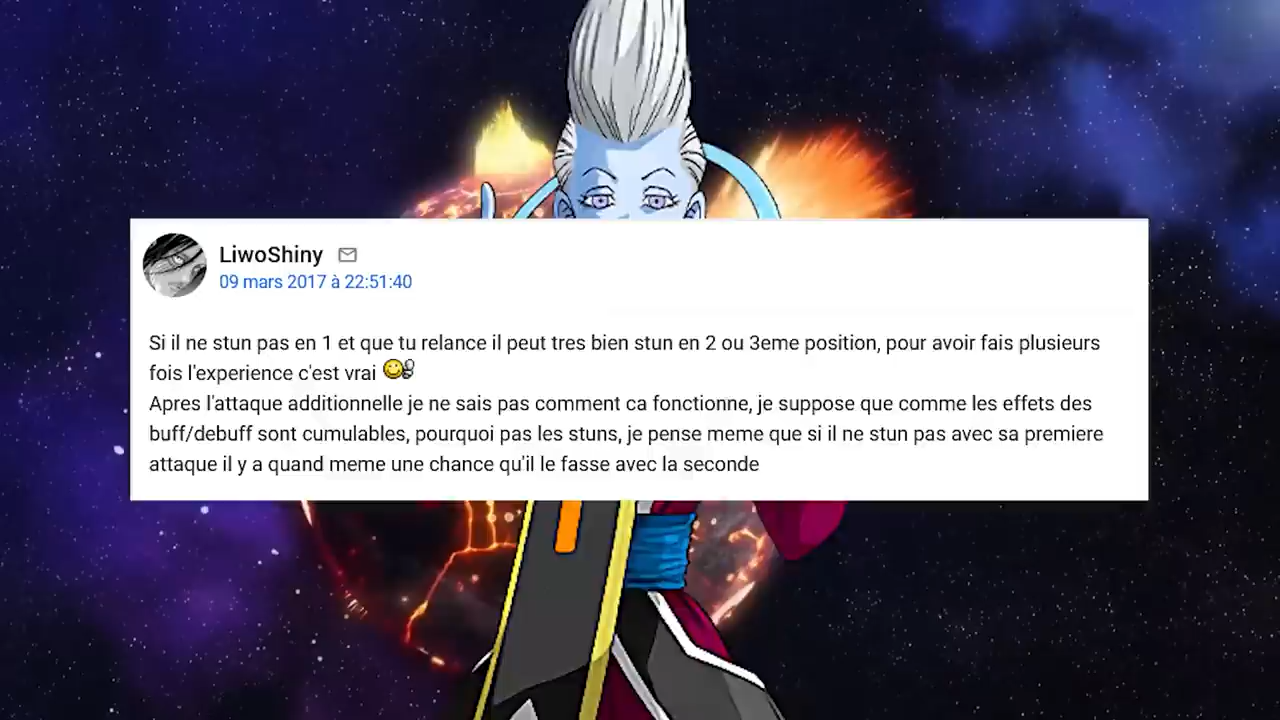 LiwoShiny
09 mars 2017 à 22:51:40
Si il ne stun pas en 1 et que tu relance il peut tres bien stun en 2 ou 3eme position, pour avoir fais plusieurs
fois l'experience c'est vrai
Apres l'attaque additionnelle je ne sais pas comment ca fonctionne, je suppose que comme les effets des
buff/debuff sont cumulables, pourquoi pas les stuns, je pense meme que si il ne stun pas avec sa premiere
attaque il y a quand meme une chance qu'il le fasse avec la seconde